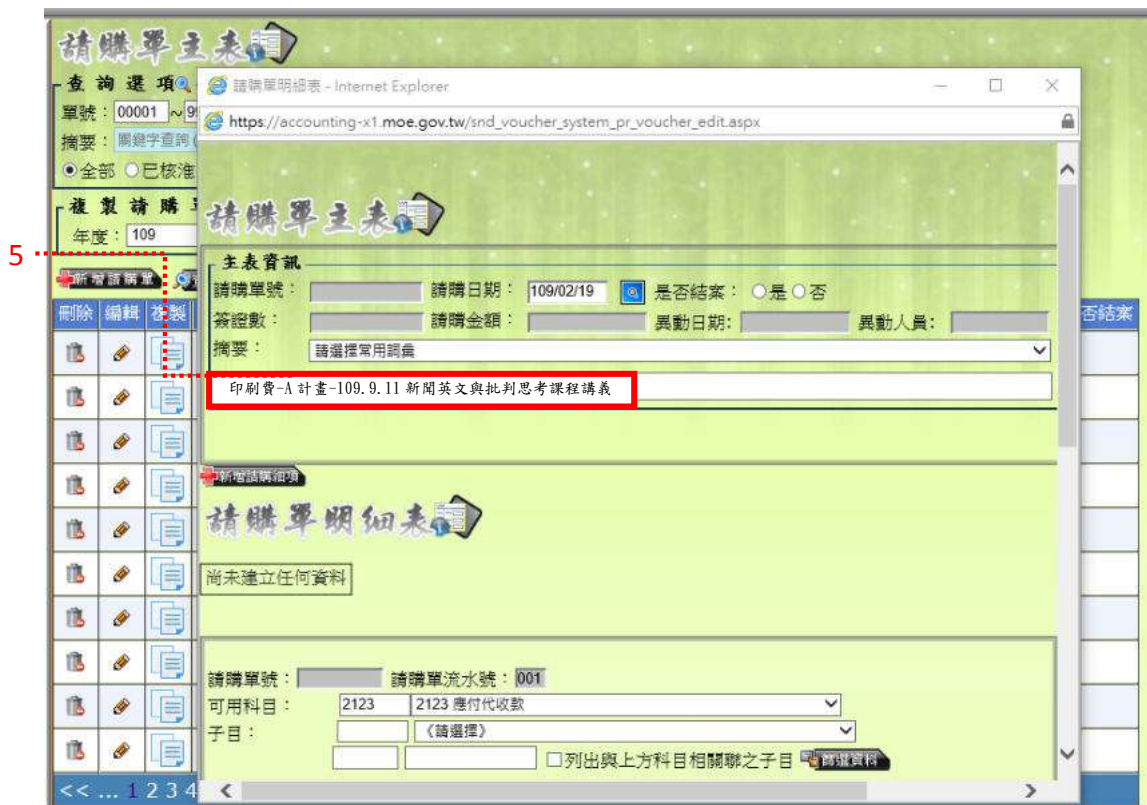 請購單主表
查詢選項
請購單明細表 - Internet Explorer
單號：00001 ~9
https://accounting-x1.moe.gov.tw/snd_voucher_system_pr_voucher_edit.aspx
摘要：關鍵字查詢(
全部 已核准
複製請購
請購單主表
年度：109
5
主表資訊
新增請購單
請購單號： 請購日期：109/02/19 是否結案：是 否
刪除 編輯 複製
否結案
簽證數： 請購金額： 異動日期： 異動人員：
摘要： 請選擇常用詞彙
印刷費-A 計畫-109.9.11 新聞英文與批判思考課程講義
新增請購細項
請購單明細表
尚未建立任何資料
請購單號： 請購單流水號：001
可用科目： 2123 2123 應付代收款
子目： 《請選擇》
列出與上方科目相關聯之子目 篩選資料
<< ... 1 2 3 4